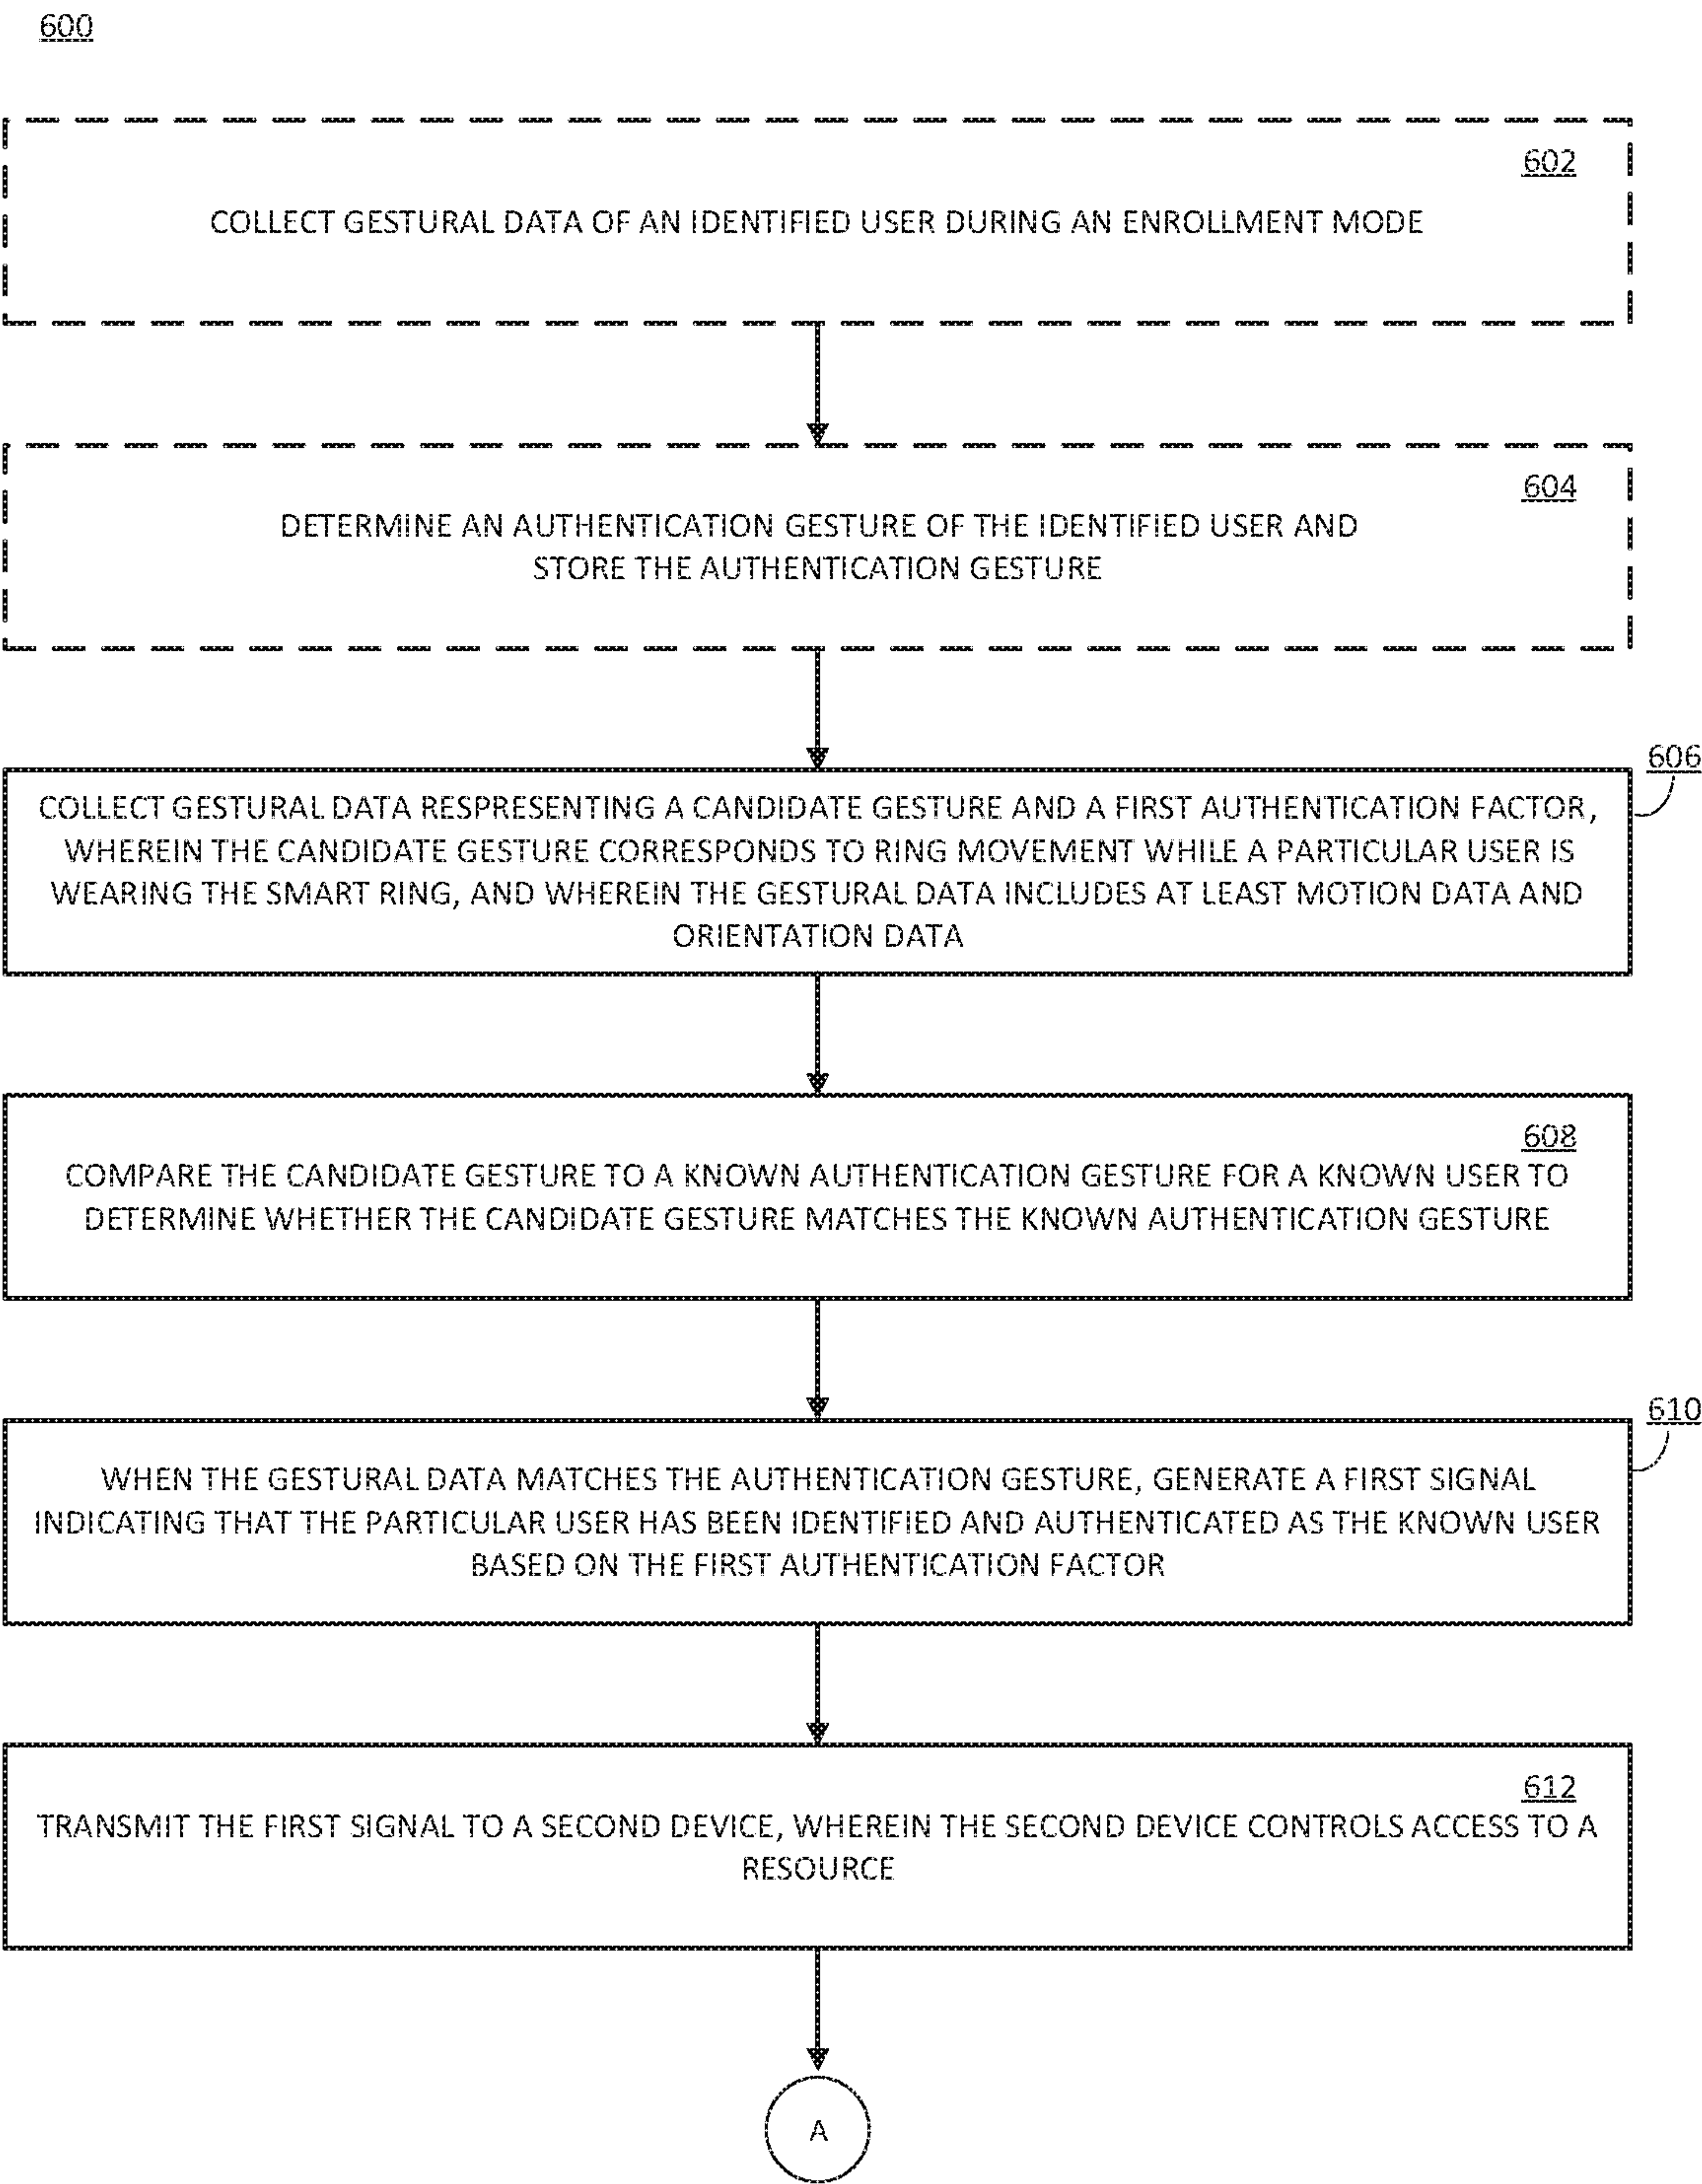 600
602
COLLECT GESTURAL DATA OF AN IDENTIFIED USER DURING AN ENROLLMENT MODE
604
DETERMINE AN AUTHENTICATION GESTURE OF THE IDENTIFIED USER AND
STORE THE AUTHENTICATION GESTURE
606
COLLECT GESTURAL DATA RESPRESENTING A CANDIDATE GESTURE AND A FIRST AUTHENTICATION FACTOR,
WHEREIN THE CANDIDATE GESTURE CORRESPONDS TO RING MOVEMENT WHILE A PARTICULAR USER IS
WEARING THE SMART RING, AND WHEREIN THE GESTURAL DATA INCLUDES AT LEAST MOTION DATA AND
ORIENTATION DATA
608
COMPARE THE CANDIDATE GESTURE TO A KNOWN AUTHENTICATION GESTURE FOR A KNOWN USER TO
DETERMINE WHETHER THE CANDIDATE GESTURE MATCHES THE KNOWN AUTHENTICATION GESTURE
610
WHEN THE GESTURAL DATA MATCHES THE AUTHENTICATION GESTURE, GENERATE A FIRST SIGNAL
INDICATING THAT THE PARTICULAR USER HAS BEEN IDENTIFIED AND AUTHENTICATED AS THE KNOWN USER
BASED ON THE FIRST AUTHENTICATION FACTOR
612
TRANSMIT THE FIRST SIGNAL TO A SECOND DEVICE, WHEREIN THE SECOND DEVICE CONTROLS ACCESS TO A
RESOURCE
A